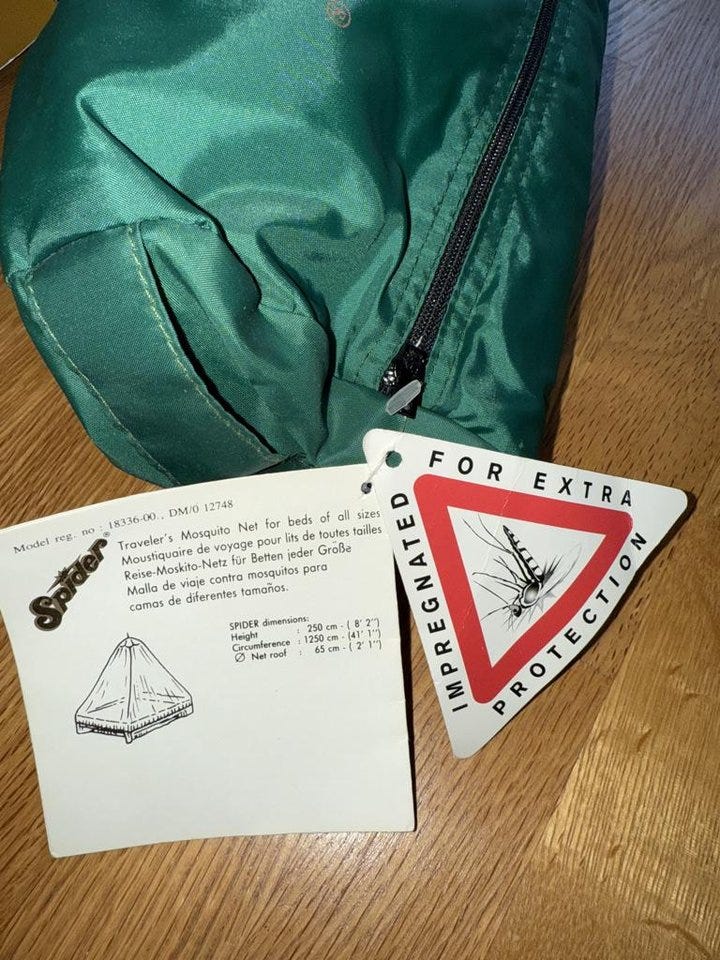 Model reg. no : 18336-00., DM/0 12748
Spider®
Traveler's Mosquito Net for beds of all sizes
Moustiquaire de voyage pour lits de toutes tailles
Reise-Moskito-Netz für Betten jeder Größe
Malla de viaje contra mosquitos para
camas de diferentes tamaños.
SPIDER dimensions:
Height : 250 cm - ( 8' 2'')
Circumference : 1250 cm - (41' 1'')
Ø Net roof : 65 cm - ( 2' 1'')
IMPREGNATED
FOR EXTRA
PROTECTION